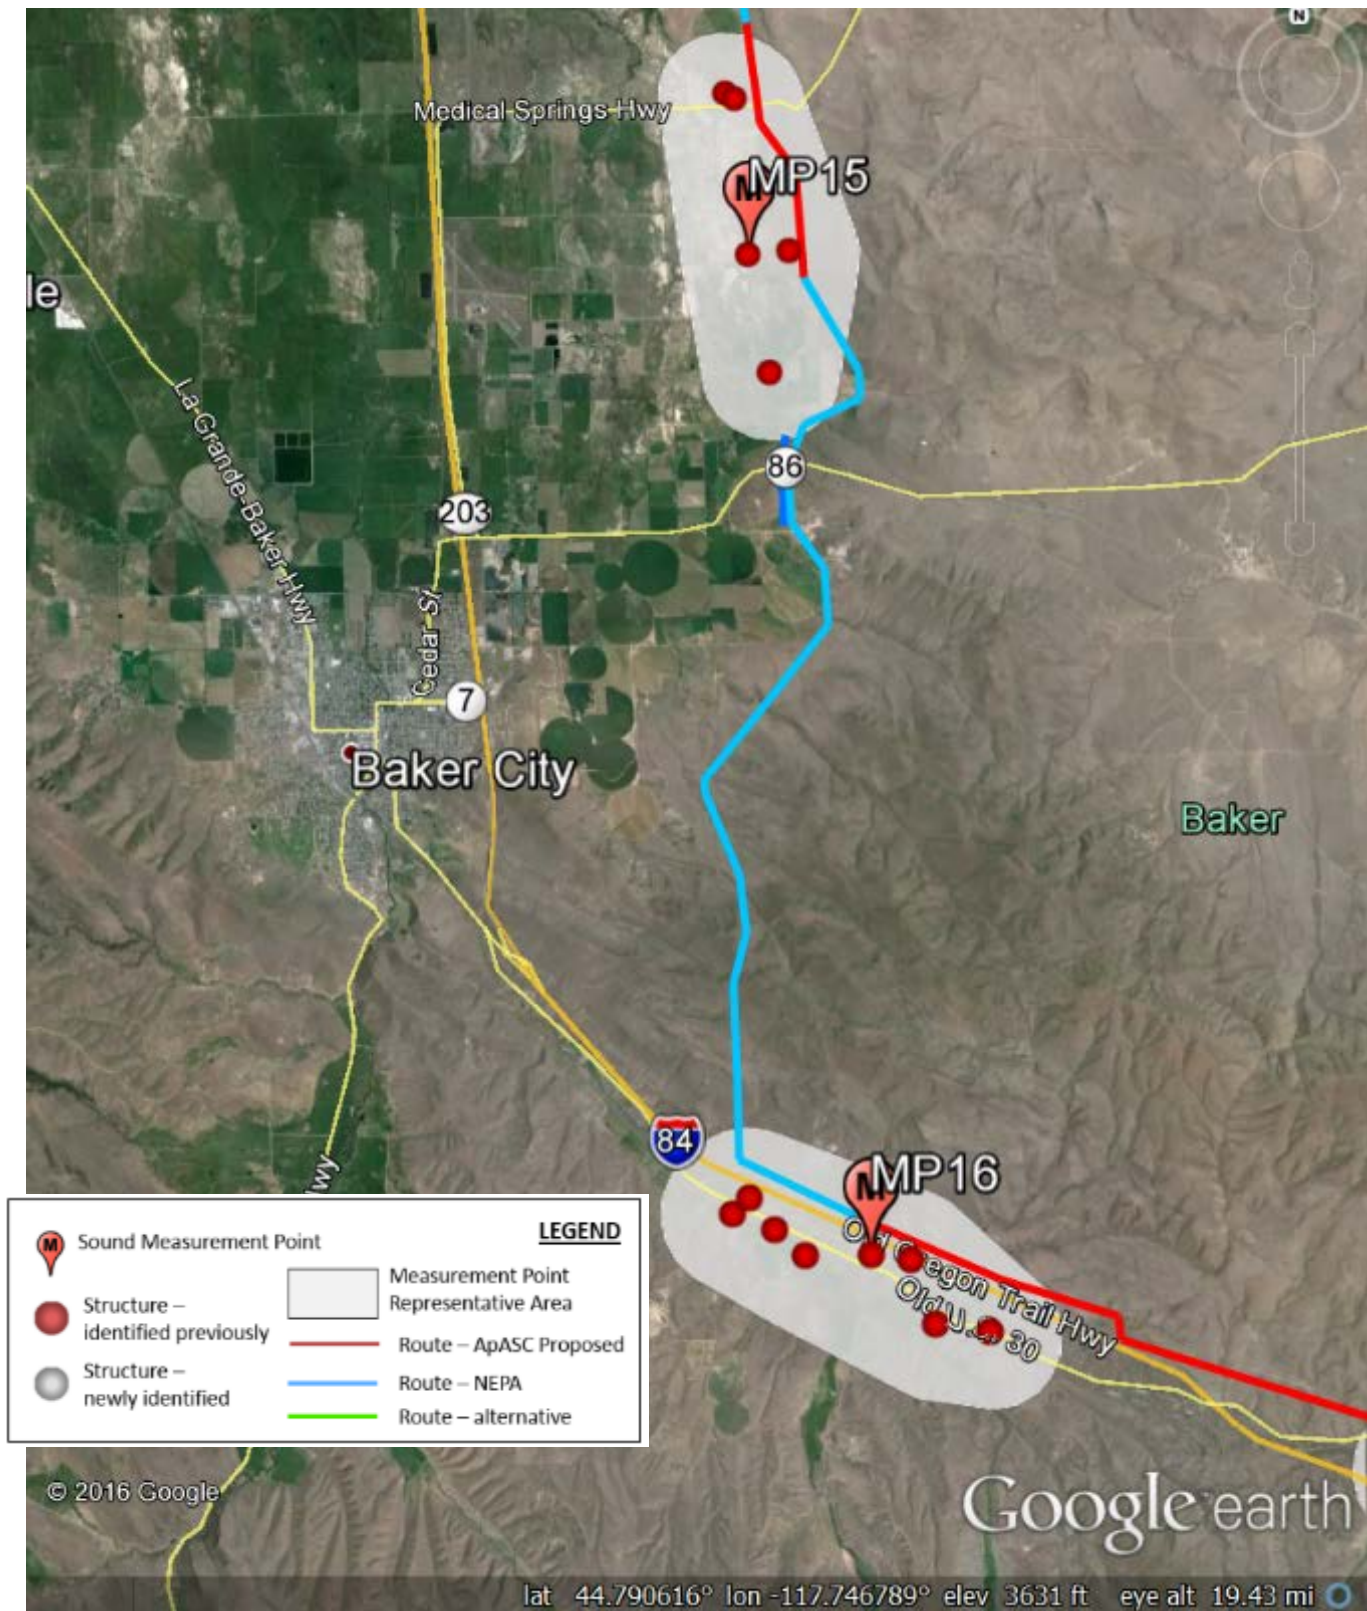 N
Medical Springs Hwy
M
MP15
le
La Grande-Baker Hwy
86
203
Cedar St
7
Baker City
Baker
84
M
MP16
Old Oregon Trail Hwy
Old U.S. 30
Hwy
LEGEND
M Sound Measurement Point
Structure –
identified previously
Structure –
newly identified
Measurement Point
Representative Area
Route – ApASC Proposed
Route – NEPA
Route – alternative
© 2016 Google
Google earth
lat 44.790616° lon -117.746789° elev 3631 ft eye alt 19.43 mi